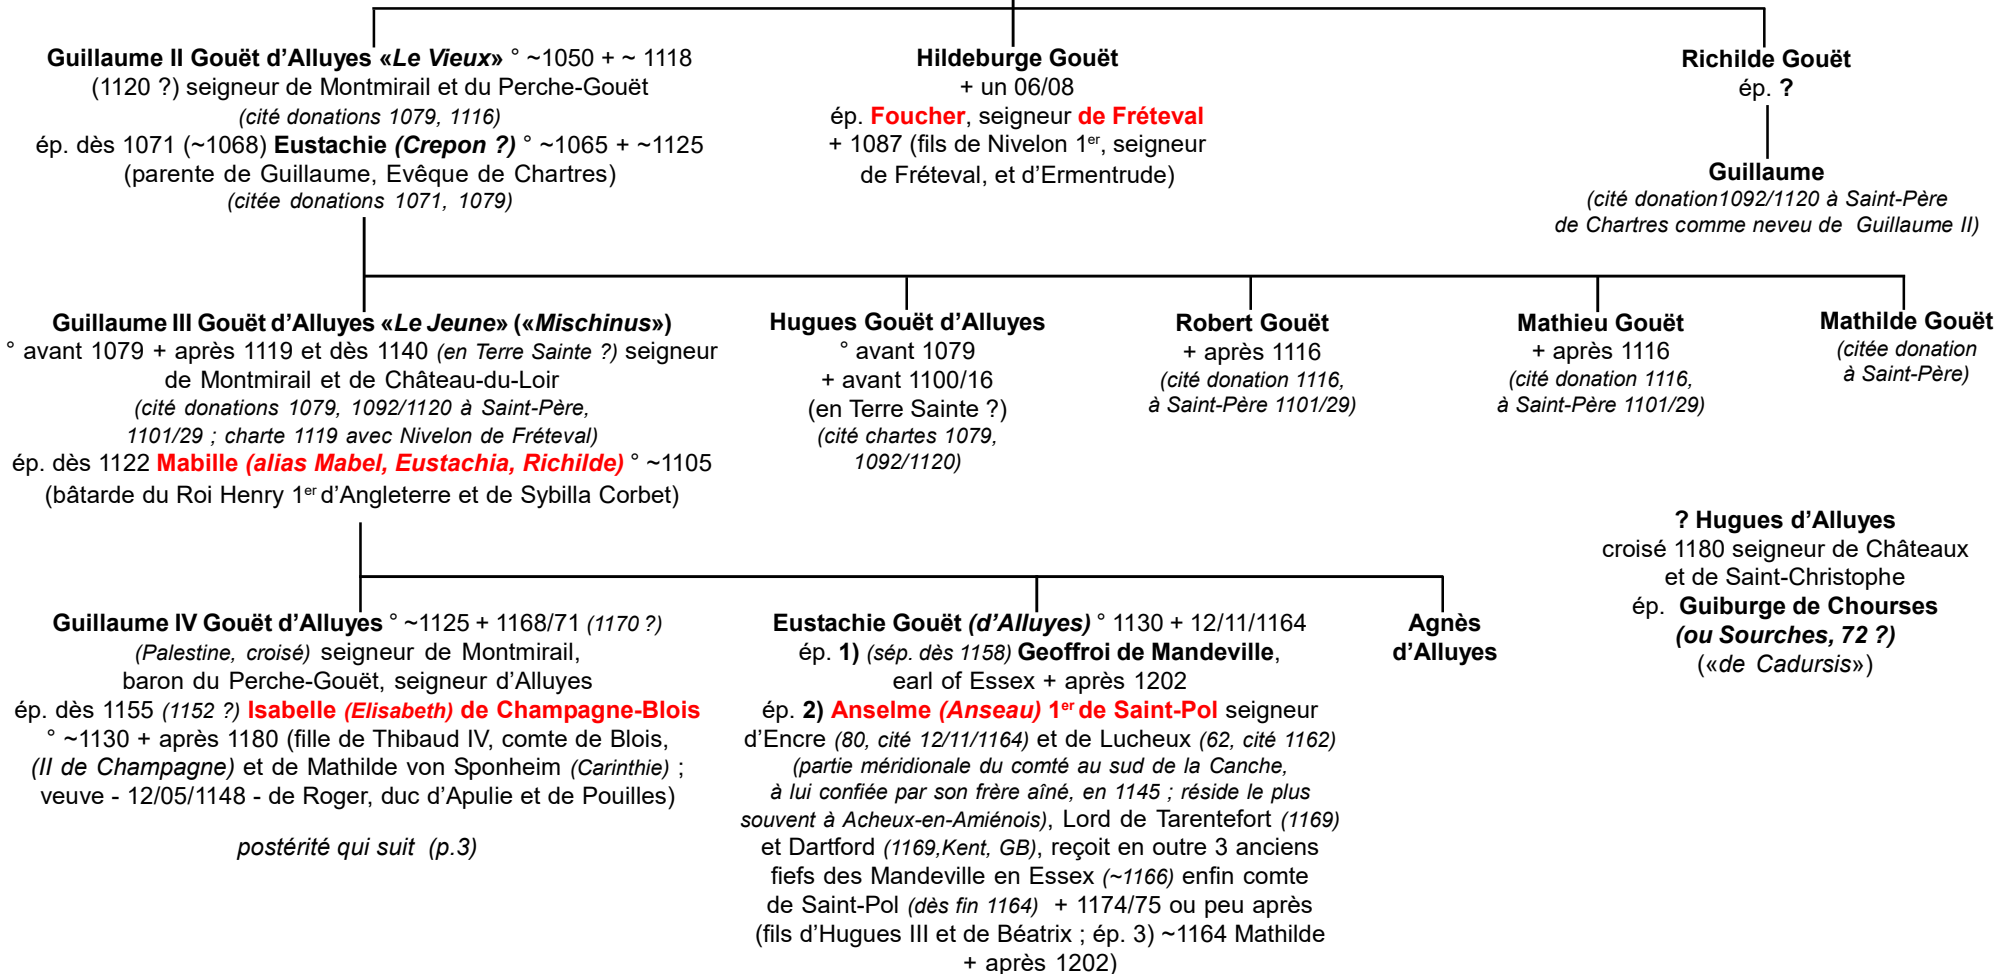 Guillaume II Gouët d’Alluyes «Le Vieux» ° ~1050 + ~ 1118
(1120 ?) seigneur de Montmirail et du Perche-Gouët
(cité donations 1079, 1116)
ép. dès 1071 (~1068) Eustachie (Crepon ?) ° ~1065 + ~1125
(parente de Guillaume, Evêque de Chartres)
(citée donations 1071, 1079)
Hildeburge Gouët
+ un 06/08
ép. Foucher, seigneur de Fréteval
+ 1087 (fils de Nivelon 1er, seigneur
de Fréteval, et d’Ermentrude)
Richilde Gouët
ép. ?
Guillaume
(cité donation1092/1120 à Saint-Père
de Chartres comme neveu de Guillaume II)
Guillaume III Gouët d’Alluyes «Le Jeune» («Mischinus»)
° avant 1079 + après 1119 et dès 1140 (en Terre Sainte ?) seigneur
de Montmirail et de Château-du-Loir
(cité donations 1079, 1092/1120 à Saint-Père,
1101/29 ; charte 1119 avec Nivelon de Fréteval)
ép. dès 1122 Mabille (alias Mabel, Eustachia, Richilde) ° ~1105
(bâtarde du Roi Henry 1er d’Angleterre et de Sybilla Corbet)
Hugues Gouët d’Alluyes
° avant 1079
+ avant 1100/16
(en Terre Sainte ?)
(cité chartes 1079,
1092/1120)
Robert Gouët
+ après 1116
(cité donation 1116,
à Saint-Père 1101/29)
Mathieu Gouët
+ après 1116
(cité donation 1116,
à Saint-Père 1101/29)
Mathilde Gouët
(citée donation
à Saint-Père)
? Hugues d’Alluyes
croisé 1180 seigneur de Châteaux
et de Saint-Christophe
ép. Guiburge de Chourses
(ou Sourches, 72 ?)
(«de Cadursis»)
Guillaume IV Gouët d’Alluyes ° ~1125 + 1168/71 (1170 ?)
(Palestine, croisé) seigneur de Montmirail,
baron du Perche-Gouët, seigneur d’Alluyes
ép. dès 1155 (1152 ?) Isabelle (Elisabeth) de Champagne-Blois
° ~1130 + après 1180 (fille de Thibaud IV, comte de Blois,
(II de Champagne) et de Mathilde von Sponheim (Carinthie) ;
veuve - 12/05/1148 - de Roger, duc d’Apulie et de Pouilles)
postérité qui suit (p.3)
Eustachie Gouët (d’Alluyes) ° 1130 + 12/11/1164
ép. 1) (sép. dès 1158) Geoffroi de Mandeville,
earl of Essex + après 1202
ép. 2) Anselme (Anseau) 1er de Saint-Pol seigneur
d’Encre (80, cité 12/11/1164) et de Lucheux (62, cité 1162)
(partie méridionale du comté au sud de la Canche,
à lui confiée par son frère aîné, en 1145 ; réside le plus
souvent à Acheux-en-Amiénois), Lord de Tarentefort (1169)
et Dartford (1169,Kent, GB), reçoit en outre 3 anciens
fiefs des Mandeville en Essex (~1166) enfin comte
de Saint-Pol (dès fin 1164) + 1174/75 ou peu après
(fils d’Hugues III et de Béatrix ; ép. 3) ~1164 Mathilde
+ après 1202)
Agnès
d’Alluyes